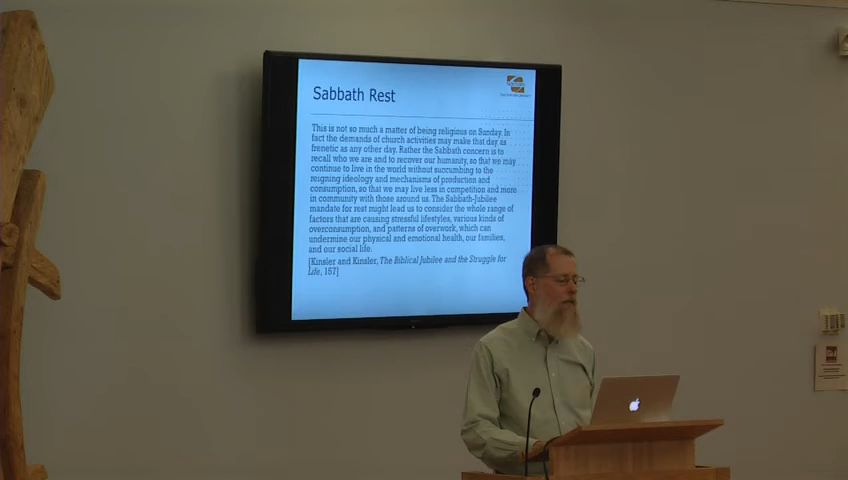 Sabbath Rest
This is not so much a matter of being religious on Sunday. In
fact the demands of church activities may make that day as
frenetic as any other day. Rather the Sabbath concern is to
recall who we are and to recover our humanity, so that we may
continue to live in the world without succumbing to the
reigning ideology and mechanisms of production and
consumption, so that we may live less in competition and more
in community with those around us. The Sabbath-Jubilee
mandate for rest might lead us to consider the whole range of
factors that are causing stressful lifestyles, various kinds of
overconsumption, and patterns of overwork, which can
undermine our physical and emotional health, our families,
and our social life.
[Kinsler and Kinsler, The Biblical Jubilee and the Struggle for
Life, 157]